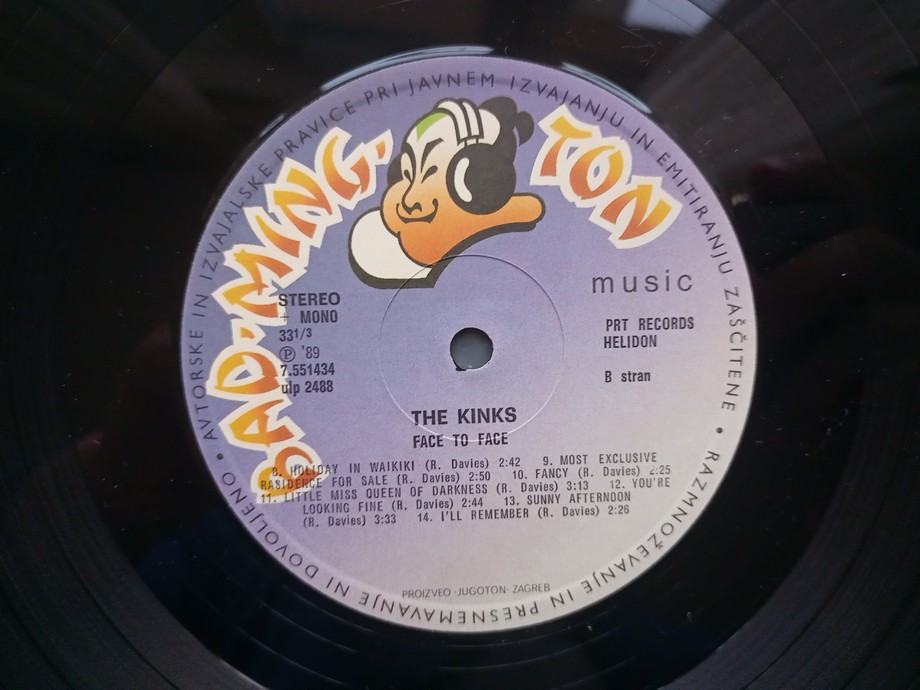 • AVTORSKE IN IZVAJALSKE PRAVICE PRI JAVNEM IZVAJANJU IN EMITIRANJU ZAŠČITENE • RAZMNOŽEVANJE IN PRESNEMAVANJE NI DOVOLJENO
BAD·MING·TON
music
STEREO
+ MONO
33 1/3
Ⓟ '89
7.551434
ulp 2488
PRT RECORDS
HELIDON
B stran
THE KINKS
FACE TO FACE
8. HOLIDAY IN WAIKIKI (R. Davies) 2:42 9. MOST EXCLUSIVE
RASIDENCE FOR SALE (R. Davies) 2:50 10. FANCY (R. Davies) 2:25
11. LITTLE MISS QUEEN OF DARKNESS (R. Davies) 3:13 12. YOU'RE
LOOKING FINE (R. Davies) 2:44 13. SUNNY AFTERNOON
(R. Davies) 3:33 14. I'LL REMEMBER (R. Davies) 2:26
PROIZVEO · JUGOTON · ZAGREB